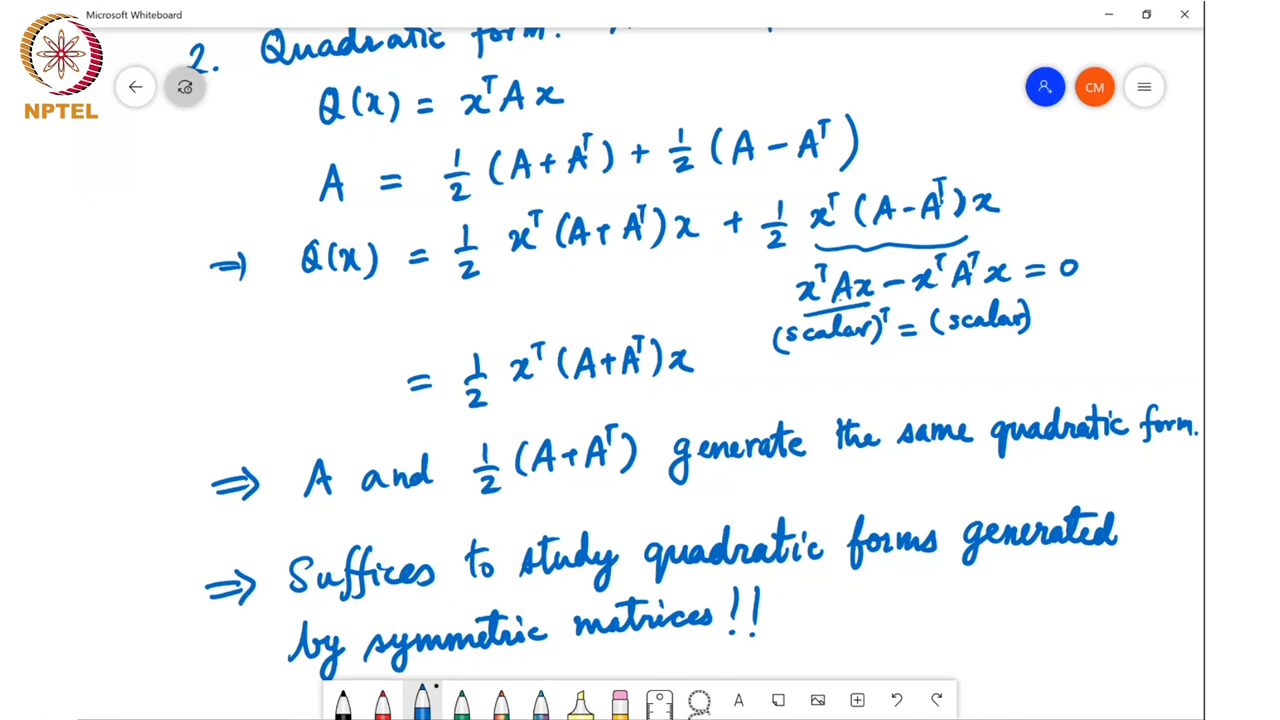 Microsoft Whiteboard
NPTEL
CM
2. Quadratic form.
Q(x) = xᵀAx
A = 1/2 (A+Aᵀ) + 1/2 (A − Aᵀ)
⇒ Q(x) = 1/2 xᵀ(A+Aᵀ)x + 1/2 xᵀ(A−Aᵀ)x
xᵀAx − xᵀAᵀx = 0
(scalar)ᵀ = (scalar)
= 1/2 xᵀ(A+Aᵀ)x
⇒ A and 1/2 (A+Aᵀ) generate the same quadratic form.
⇒ Suffices to study quadratic forms generated
by symmetric matrices!!
A